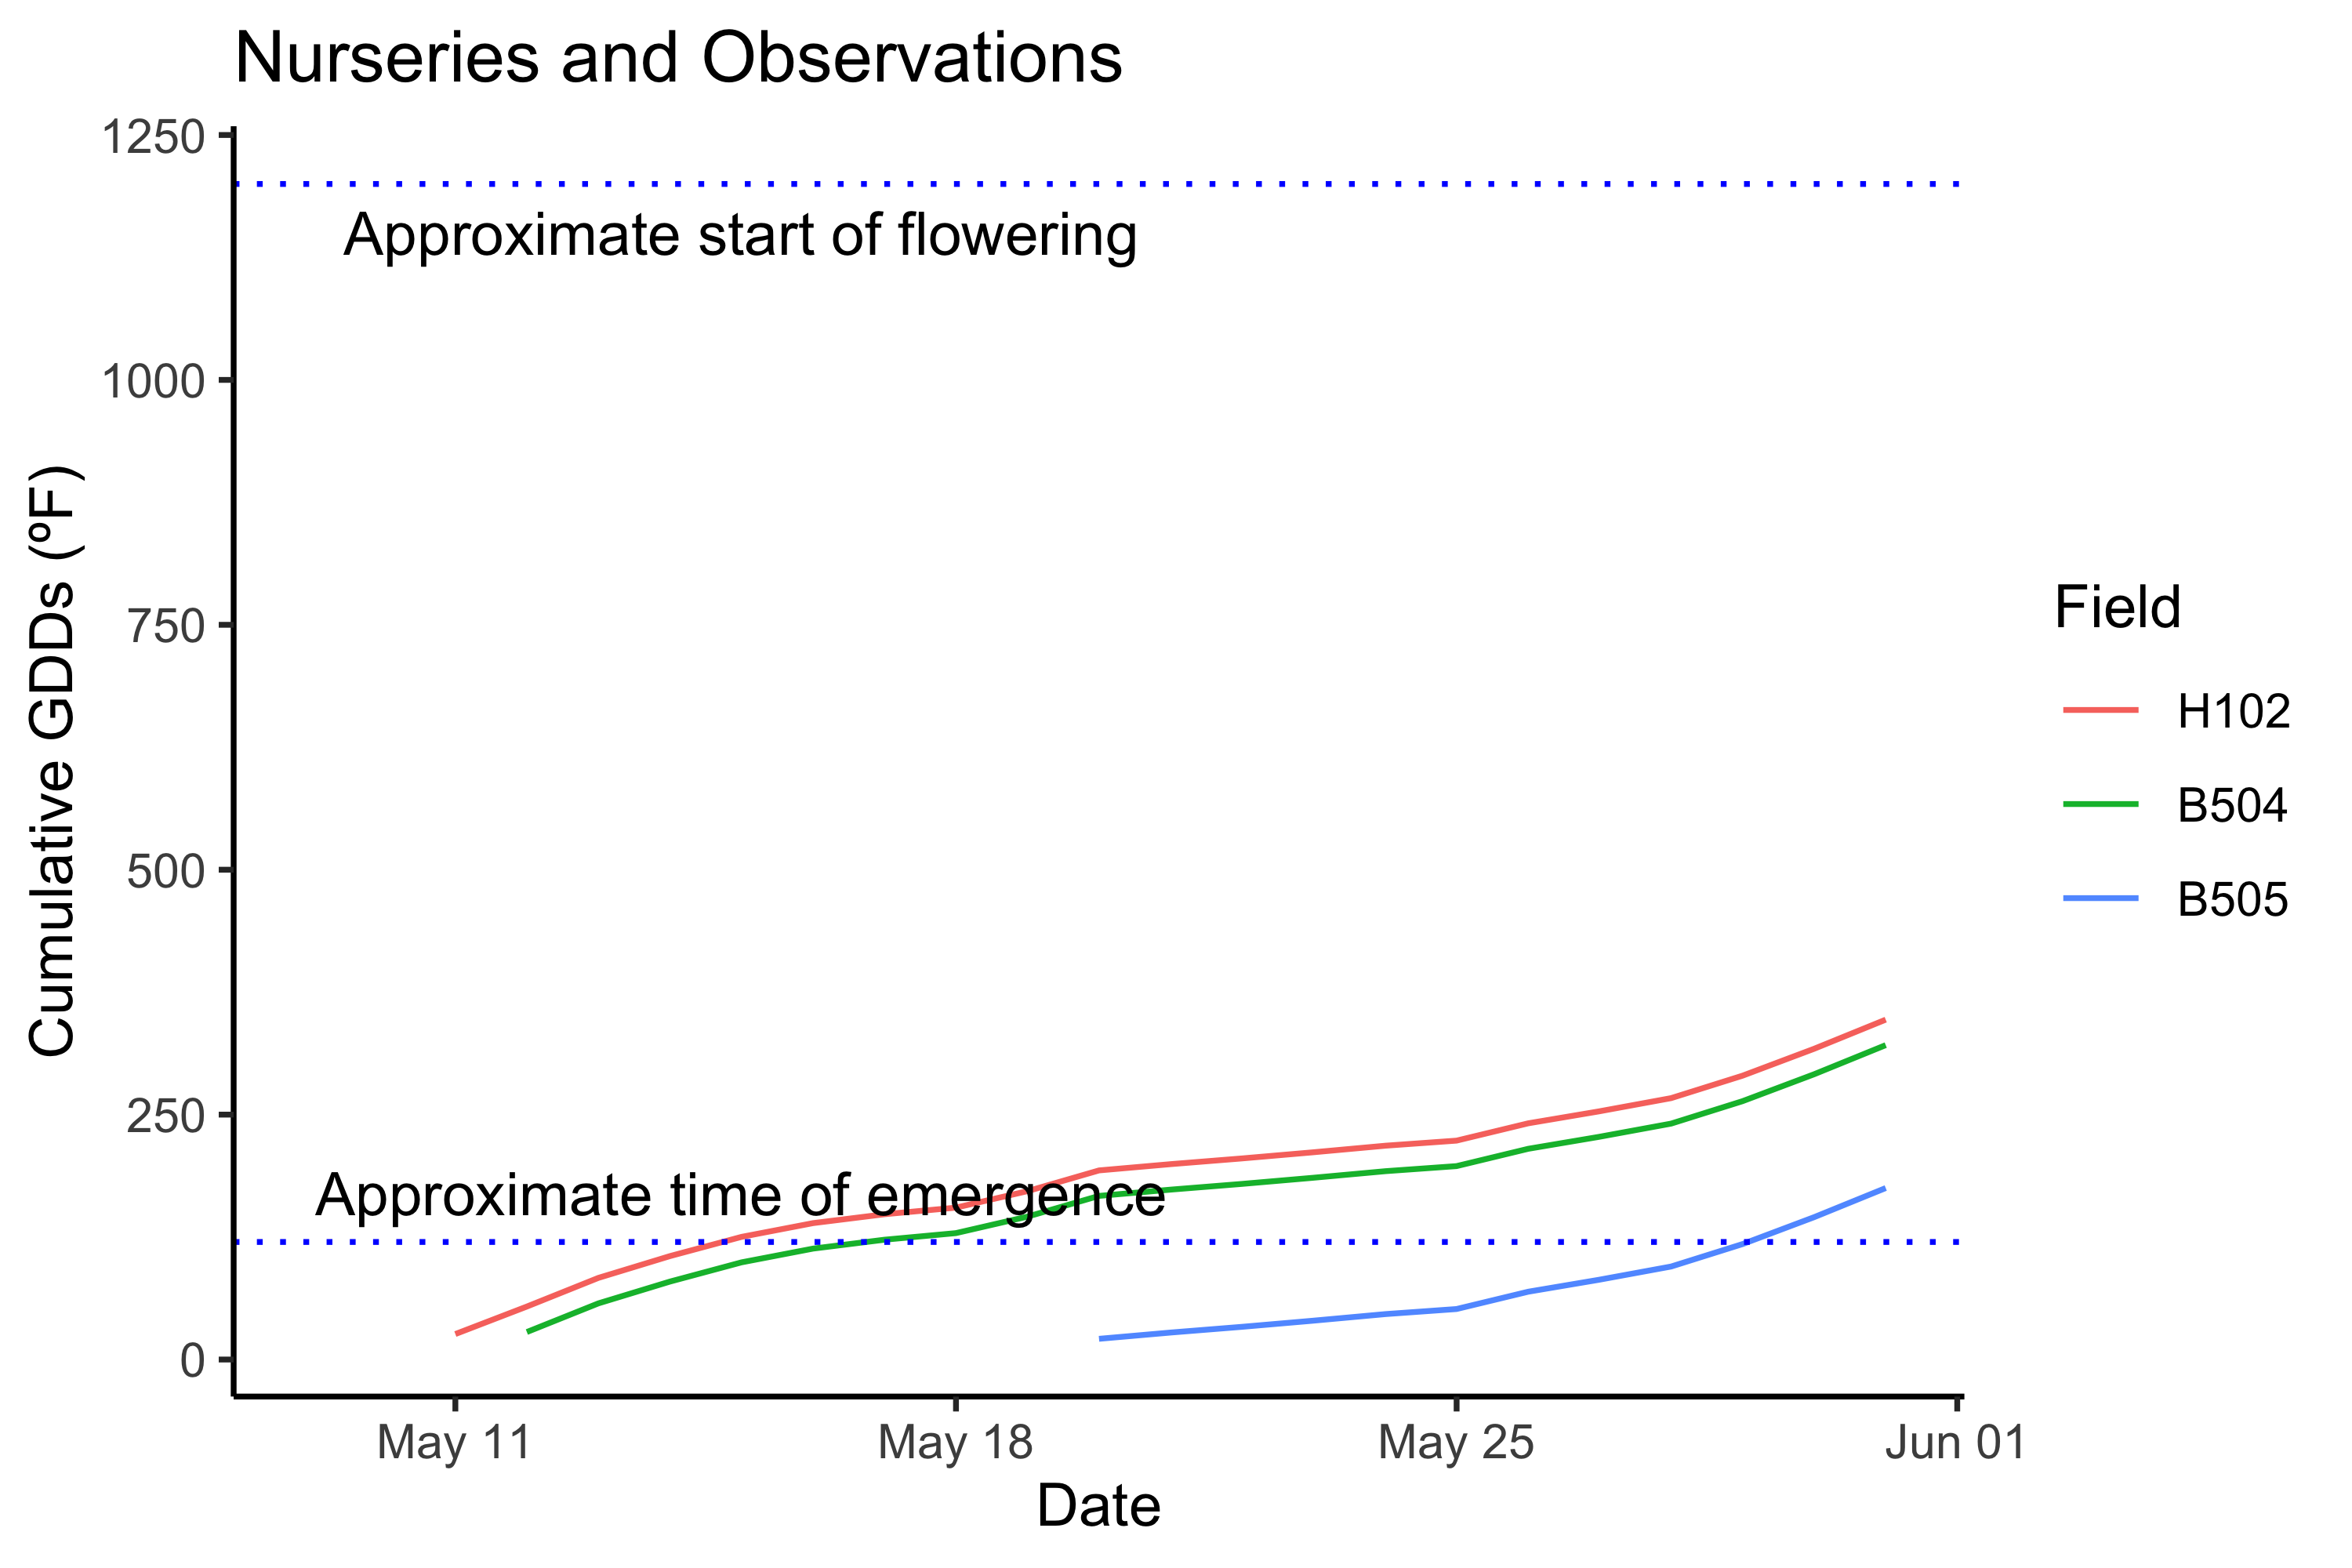 Nurseries and Observations
1250
Approximate start of flowering
1000
750
500
250
Approximate time of emergence
0
Cumulative GDDs (ºF)
May 11
May 18
May 25
Jun 01
Date
Field
H102
B504
B505